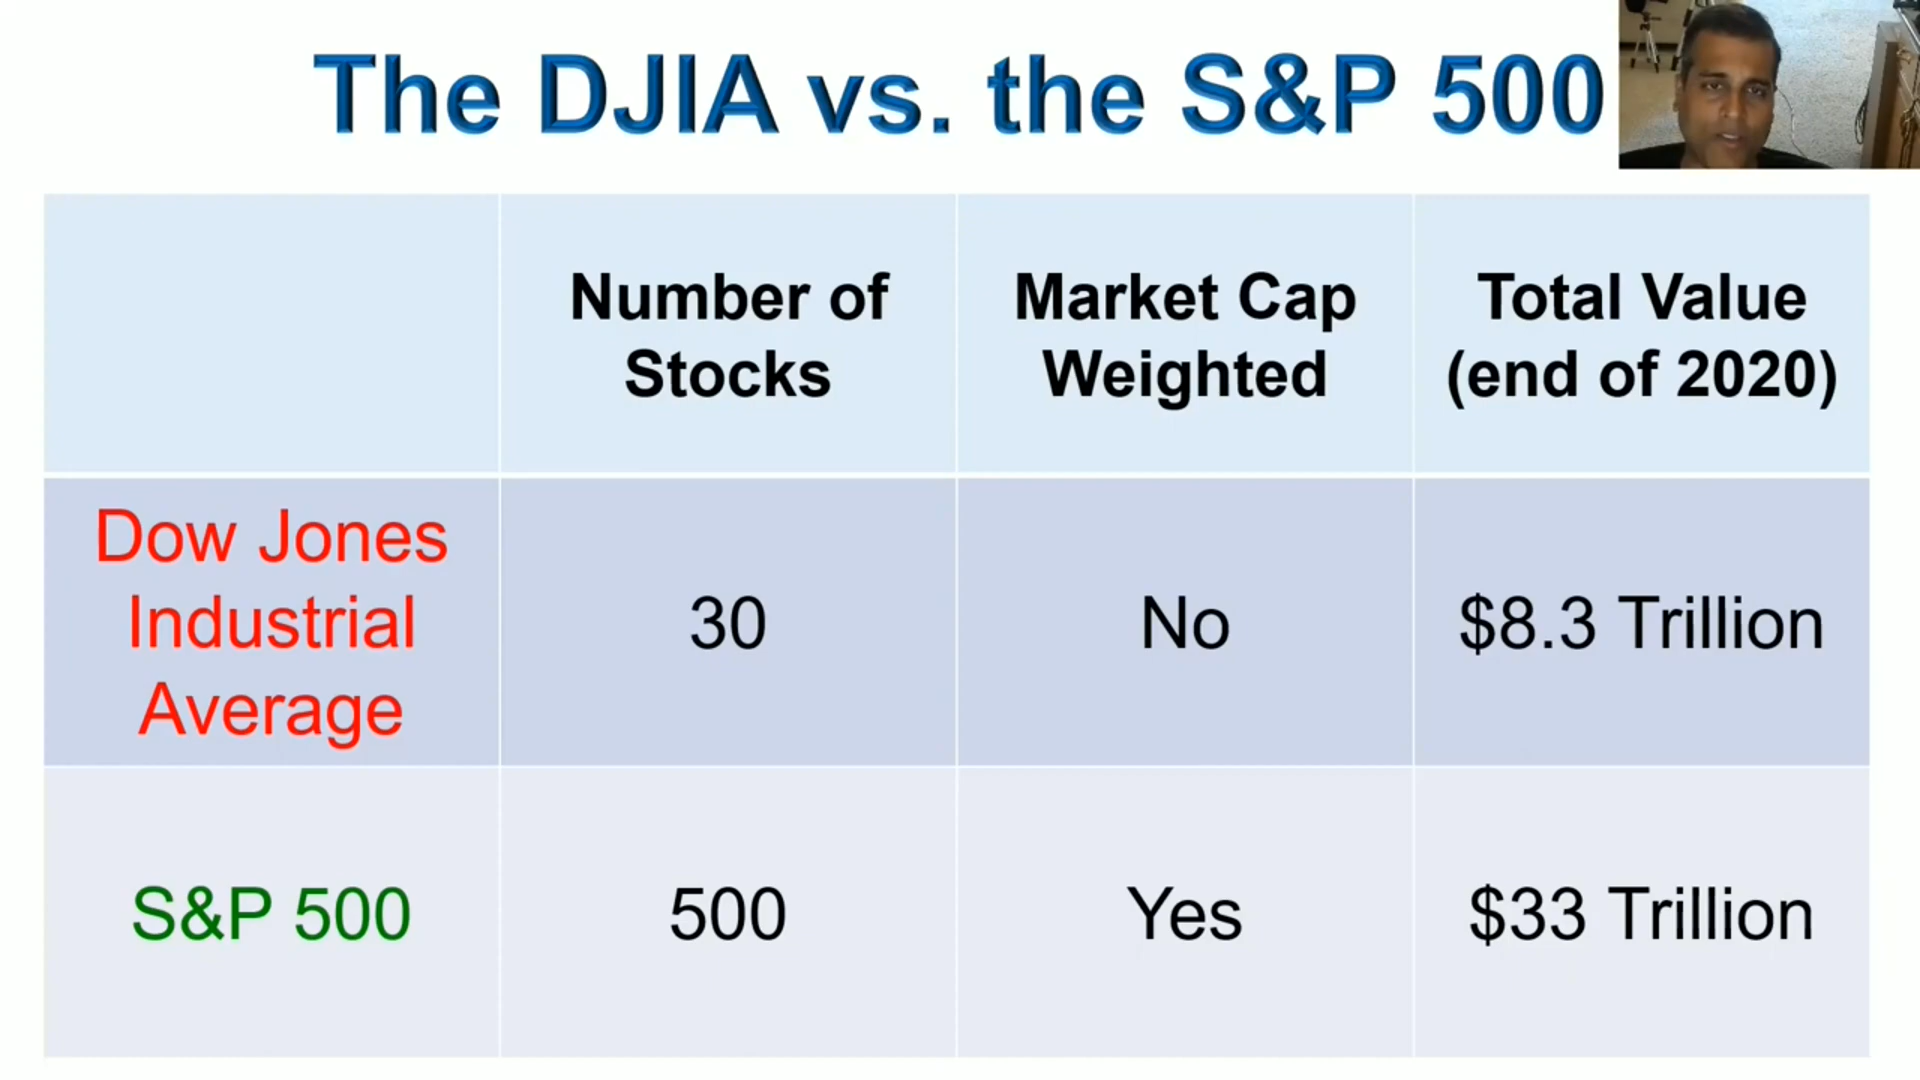 The DJIA vs. the S&P 500
Number of
Stocks
Market Cap
Weighted
Total Value
(end of 2020)
Dow Jones
Industrial
Average
30
No
$8.3 Trillion
S&P 500
500
Yes
$33 Trillion